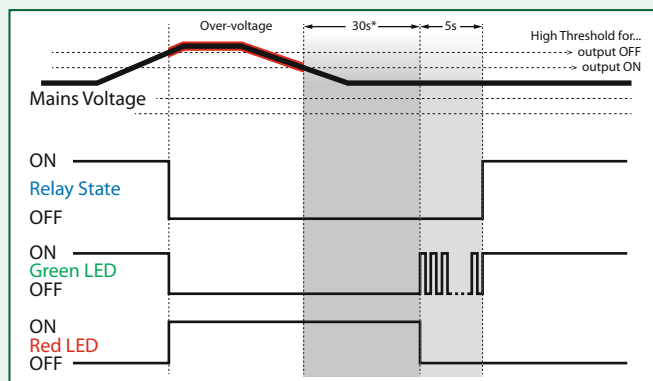 Over-voltage
30s*
5s
High Threshold for...
output OFF
output ON
Mains Voltage
ON
Relay State
OFF
ON
Green LED
OFF
ON
Red LED
OFF